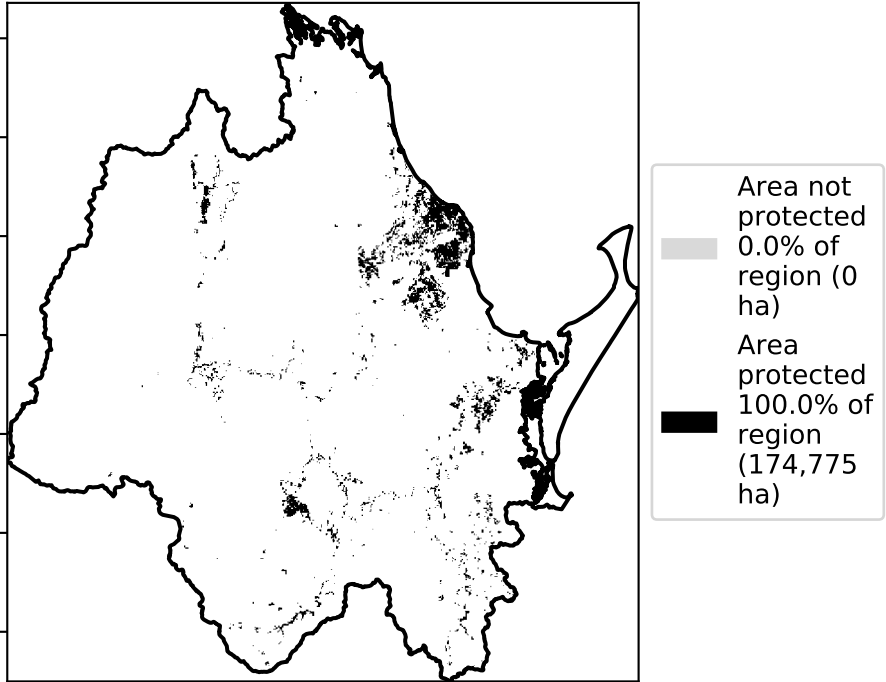 Area not
protected
0.0% of
region (0
ha)
Area
protected
100.0% of
region
(174,775
ha)